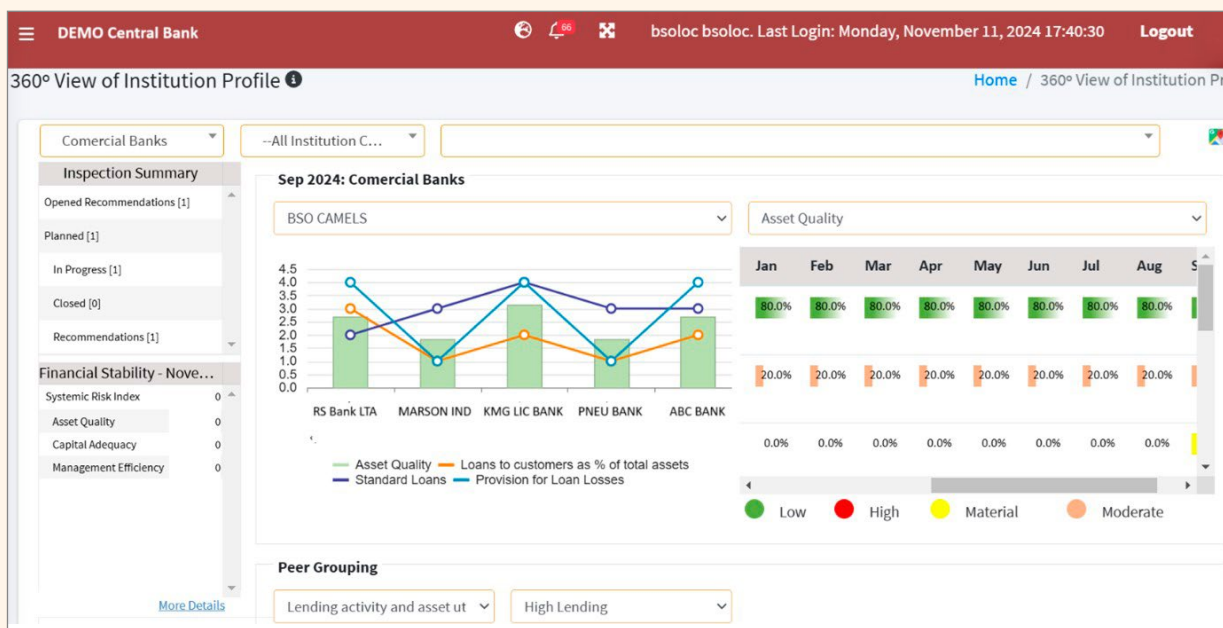 DEMO Central Bank
66
bsoloc bsoloc. Last Login: Monday, November 11, 2024 17:40:30
Logout
360º View of Institution Profile
Home / 360º View of Institution Pr
Comercial Banks
--All Institution C...
Inspection Summary
Opened Recommendations [1]
Planned [1]
In Progress [1]
Closed [0]
Recommendations [1]
Financial Stability - Nove...
Systemic Risk Index 0
Asset Quality 0
Capital Adequacy 0
Management Efficiency 0
More Details
Sep 2024: Comercial Banks
BSO CAMELS
Asset Quality
4.5
4.0
3.5
3.0
2.5
2.0
1.5
1.0
0.5
0.0
RS Bank LTA MARSON IND KMG LIC BANK PNEU BANK ABC BANK
Asset Quality Loans to customers as % of total assets
Standard Loans Provision for Loan Losses
Jan Feb Mar Apr May Jun Jul Aug S
80.0% 80.0% 80.0% 80.0% 80.0% 80.0% 80.0% 80.0%
20.0% 20.0% 20.0% 20.0% 20.0% 20.0% 20.0% 20.0%
0.0% 0.0% 0.0% 0.0% 0.0% 0.0% 0.0% 0.0%
Low High Material Moderate
Peer Grouping
Lending activity and asset ut
High Lending